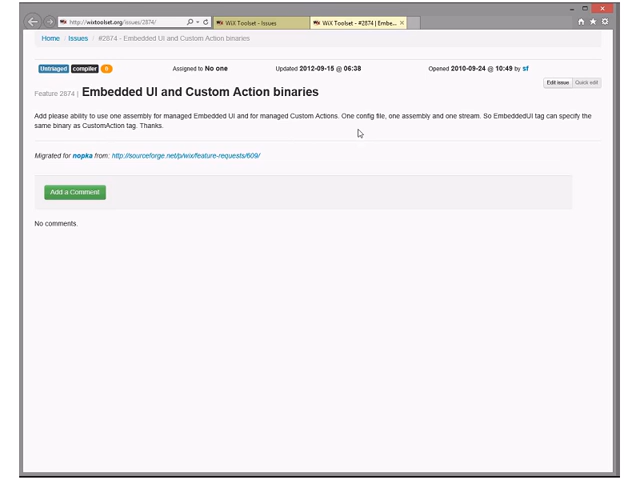 http://wixtoolset.org/issues/2874/
WiX Toolset - Issues
WiX Toolset - #2874 | Embe...
Home / Issues / #2874 - Embedded UI and Custom Action binaries
Untriaged compiler 0 Assigned to No one Updated 2012-09-15 @ 06:38 Opened 2010-09-24 @ 10:49 by sf
Edit issue Quick edit
Feature 2874 | Embedded UI and Custom Action binaries
Add please ability to use one assembly for managed Embedded UI and for managed Custom Actions. One config file, one assembly and one stream. So EmbeddedUI tag can specify the
same binary as CustomAction tag. Thanks.
Migrated for nopka from: http://sourceforge.net/p/wix/feature-requests/609/
Add a Comment
No comments.